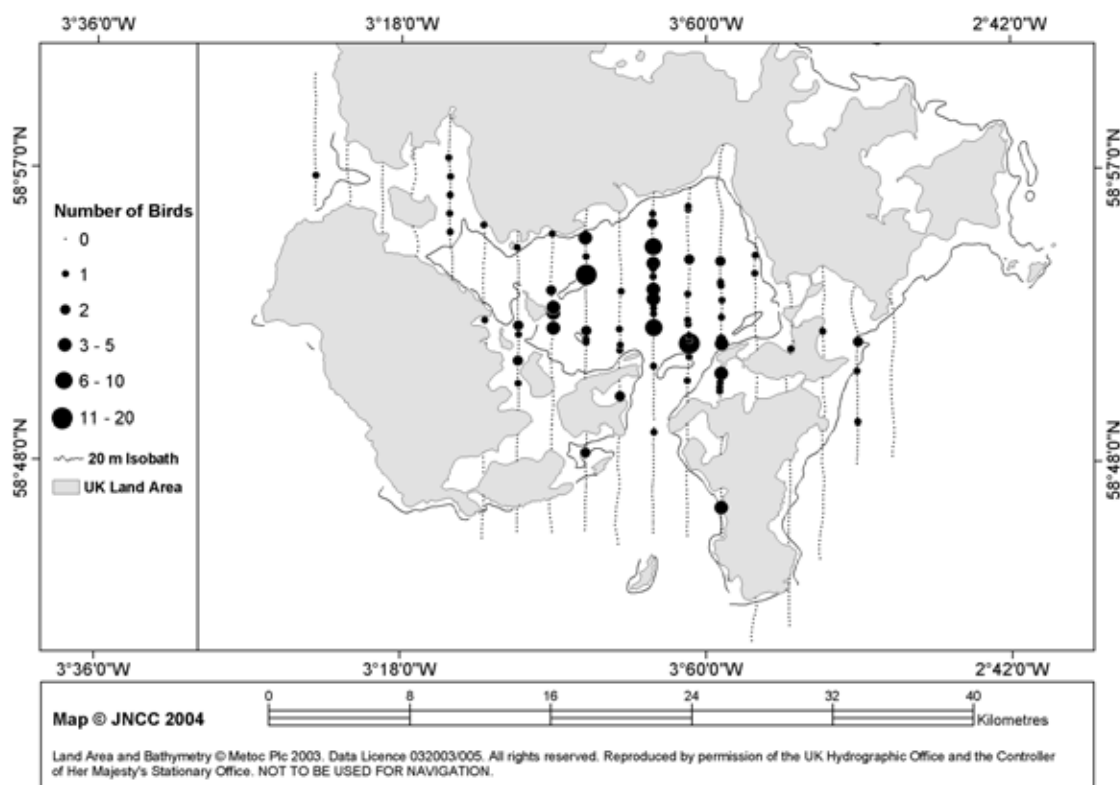 3°36'0"W 3°18'0"W 3°60'0"W 2°42'0"W
58°57'0"N 58°57'0"N
Number of Birds
0
1
2
3 - 5
6 - 10
11 - 20
20 m Isobath
UK Land Area
58°48'0"N 58°48'0"N
3°36'0"W 3°18'0"W 3°60'0"W 2°42'0"W
0 8 16 24 32 40
Kilometres
Map © JNCC 2004
Land Area and Bathymetry © Metoc Plc 2003. Data Licence 032003/005. All rights reserved. Reproduced by permission of the UK Hydrographic Office and the Controller
of Her Majesty's Stationary Office. NOT TO BE USED FOR NAVIGATION.